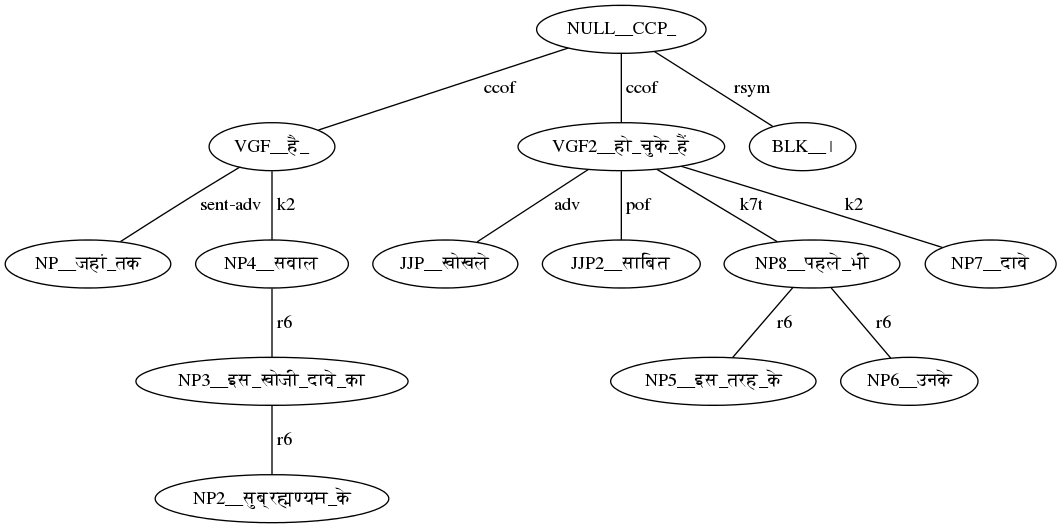 NULL__CCP_
ccof ccof rsym
VGF__है_ VGF2__हो_चुके_हैं BLK__।
sent-adv k2 adv pof k7t k2
NP__जहां_तक NP4__सवाल JJP__खोखले JJP2__साबित NP8__पहले_भी NP7__दावे
r6 r6 r6
NP3__इस_खोजी_दावे_का NP5__इस_तरह_के NP6__उनके
r6
NP2__सुब्रह्मण्यम_के